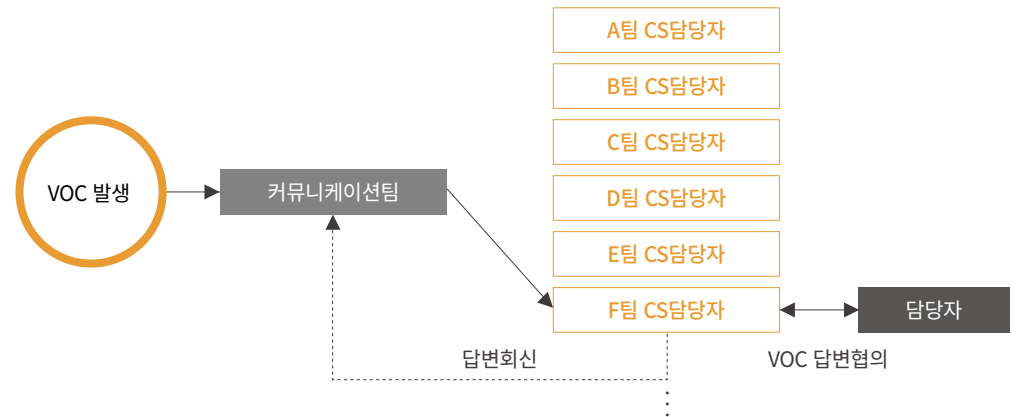 A팀 CS담당자
B팀 CS담당자
C팀 CS담당자
VOC 발생
커뮤니케이션팀
D팀 CS담당자
E팀 CS담당자
F팀 CS담당자
담당자
답변회신
VOC 답변협의